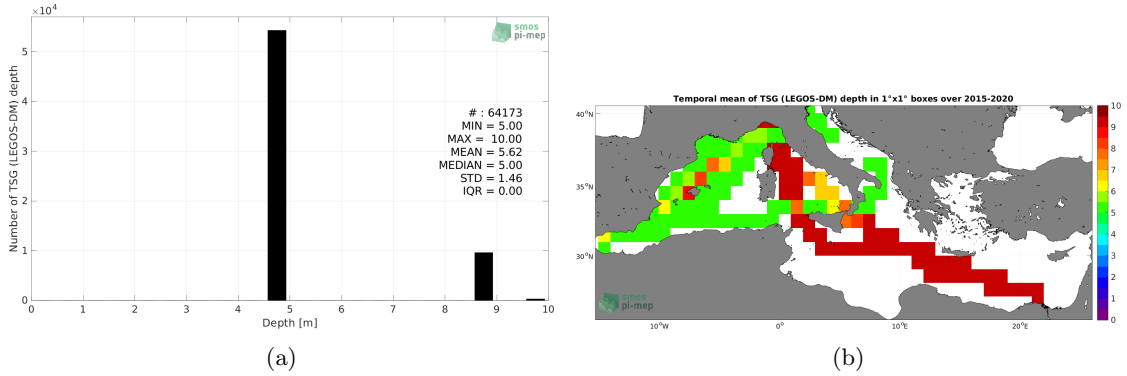 ×10⁴
5
4
3
2
1
0
Number of TSG (LEGOS-DM) depth
smos
pi-mep
# : 64173
MIN = 5.00
MAX = 10.00
MEAN = 5.62
MEDIAN = 5.00
STD = 1.46
IQR = 0.00
0 1 2 3 4 5 6 7 8 9 10
Depth [m]
(a)
Temporal mean of TSG (LEGOS-DM) depth in 1°x1° boxes over 2015-2020
40°N
35°N
30°N
10°W 0° 10°E 20°E
smos
pi-mep
10
9
8
7
6
5
4
3
2
1
0
(b)